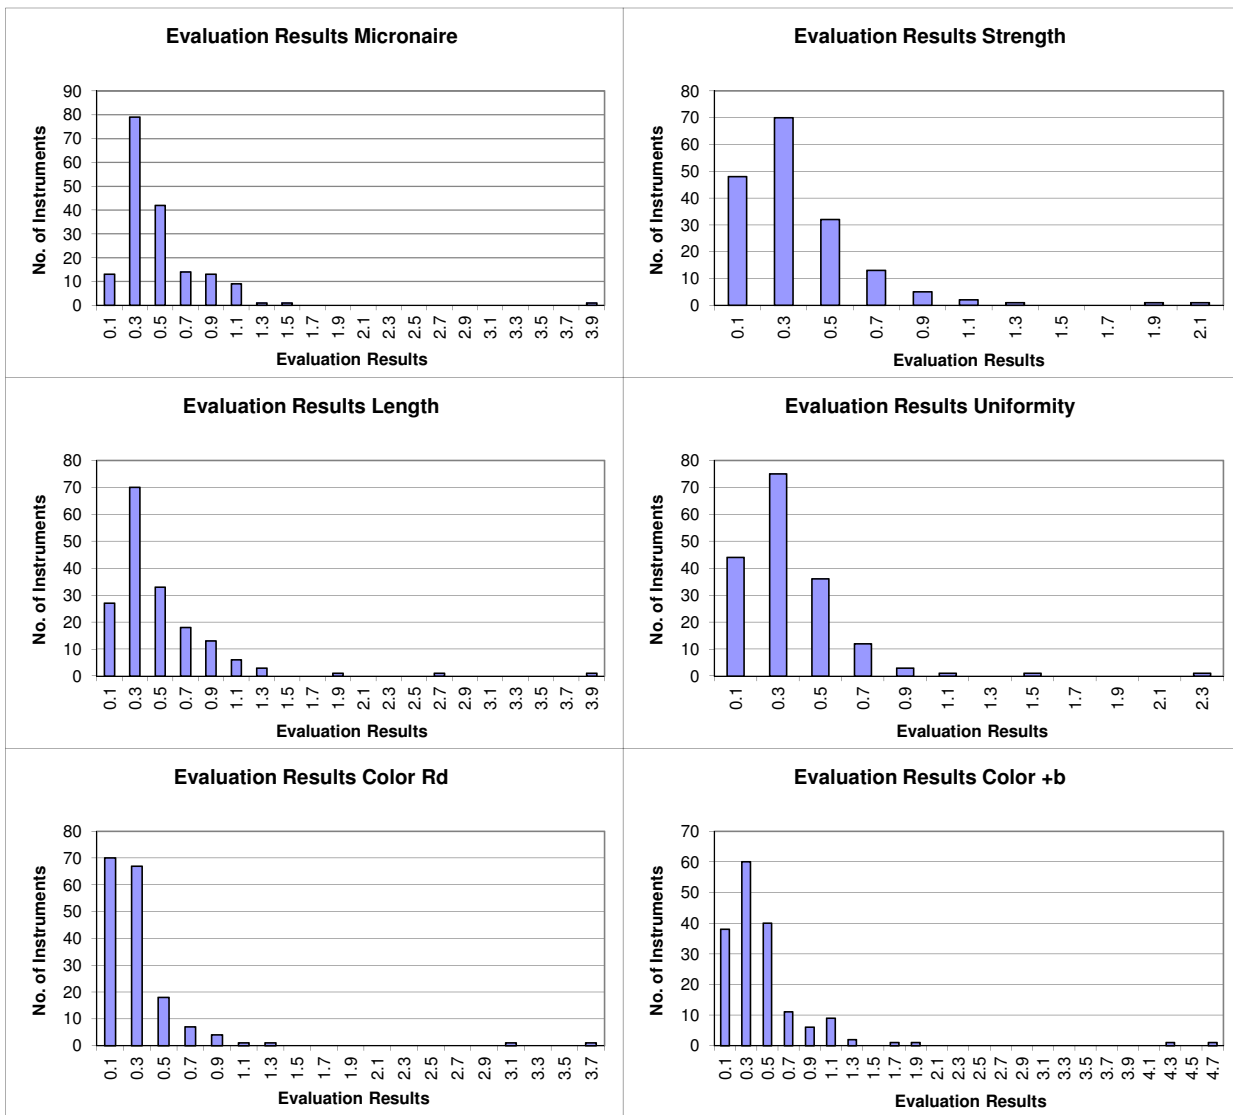 Evaluation Results Micronaire
No. of Instruments
90
80
70
60
50
40
30
20
10
0
0.1 0.3 0.5 0.7 0.9 1.1 1.3 1.5 1.7 1.9 2.1 2.3 2.5 2.7 2.9 3.1 3.3 3.5 3.7 3.9
Evaluation Results
Evaluation Results Strength
No. of Instruments
80
70
60
50
40
30
20
10
0
0.1 0.3 0.5 0.7 0.9 1.1 1.3 1.5 1.7 1.9 2.1
Evaluation Results
Evaluation Results Length
No. of Instruments
80
70
60
50
40
30
20
10
0
0.1 0.3 0.5 0.7 0.9 1.1 1.3 1.5 1.7 1.9 2.1 2.3 2.5 2.7 2.9 3.1 3.3 3.5 3.7 3.9
Evaluation Results
Evaluation Results Uniformity
No. of Instruments
80
70
60
50
40
30
20
10
0
0.1 0.3 0.5 0.7 0.9 1.1 1.3 1.5 1.7 1.9 2.1 2.3
Evaluation Results
Evaluation Results Color Rd
No. of Instruments
80
70
60
50
40
30
20
10
0
0.1 0.3 0.5 0.7 0.9 1.1 1.3 1.5 1.7 1.9 2.1 2.3 2.5 2.7 2.9 3.1 3.3 3.5 3.7
Evaluation Results
Evaluation Results Color +b
No. of Instruments
70
60
50
40
30
20
10
0
0.1 0.3 0.5 0.7 0.9 1.1 1.3 1.5 1.7 1.9 2.1 2.3 2.5 2.7 2.9 3.1 3.3 3.5 3.7 3.9 4.1 4.3 4.5 4.7
Evaluation Results